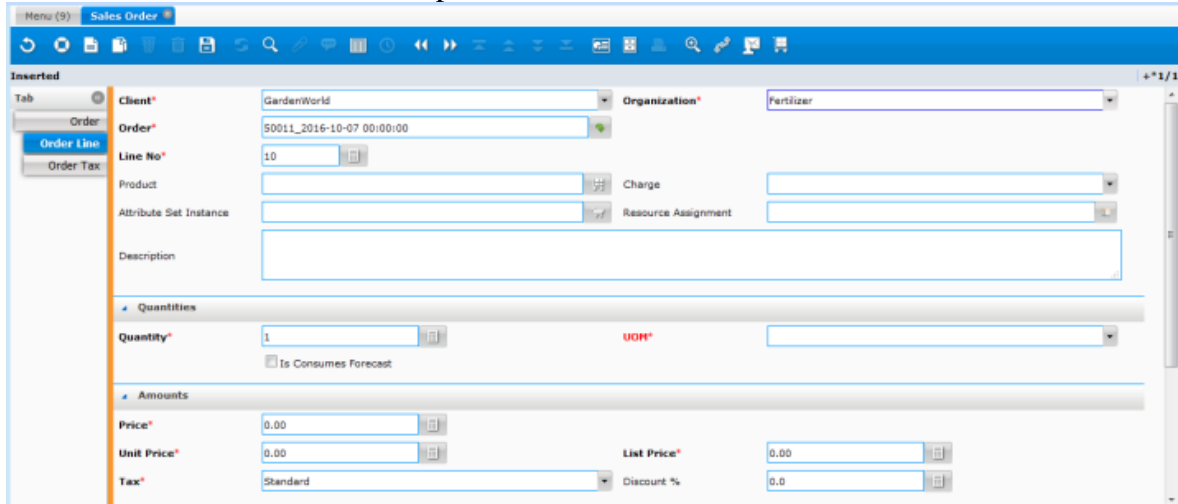 Menu (9) Sales Order
Inserted +*1/1
Tab
Order
Order Line
Order Tax
Client* GardenWorld Organization* Fertilizer
Order* 50011_2016-10-07 00:00:00
Line No* 10
Product Charge
Attribute Set Instance Resource Assignment
Description
Quantities
Quantity* 1 UOM*
Is Consumes Forecast
Amounts
Price* 0.00
Unit Price* 0.00 List Price* 0.00
Tax* Standard Discount % 0.0